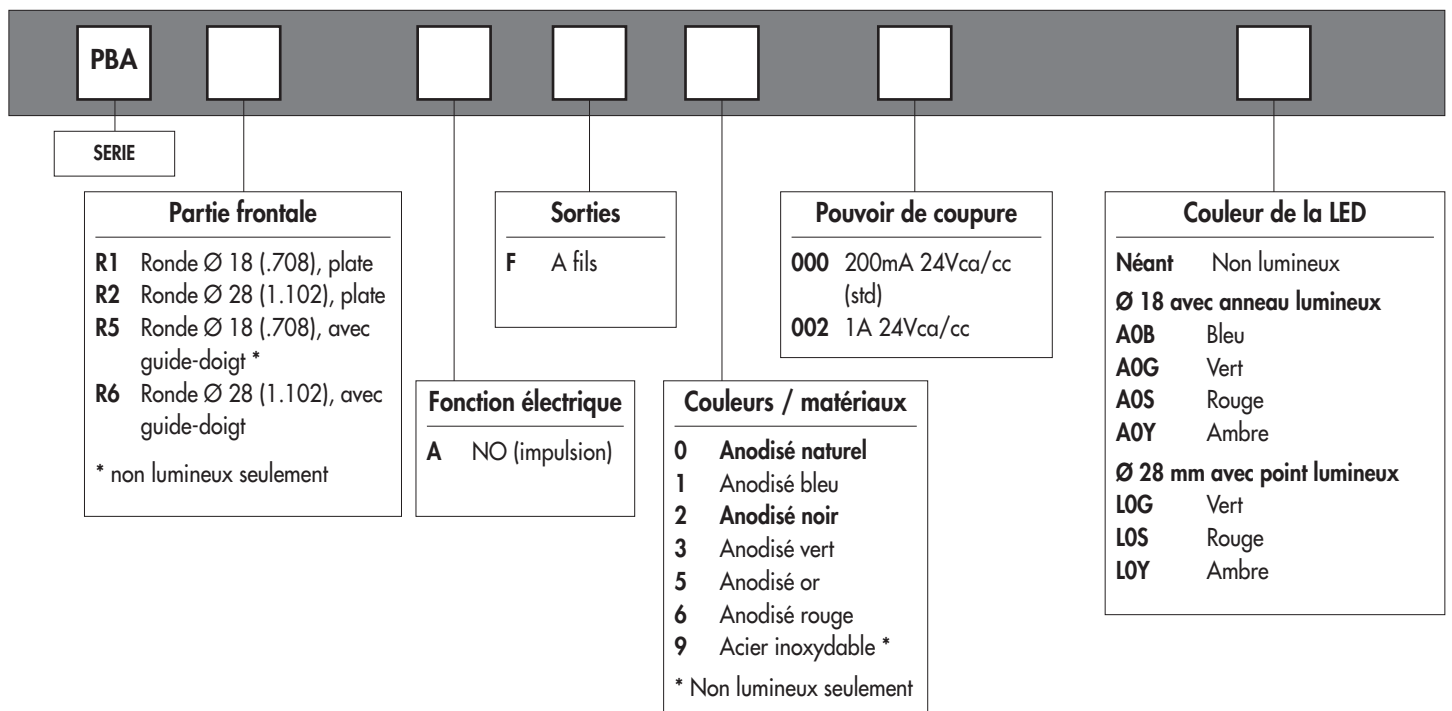 PBA
SERIE
Partie frontale
R1 Ronde Ø 18 (.708), plate
R2 Ronde Ø 28 (1.102), plate
R5 Ronde Ø 18 (.708), avec
guide-doigt *
R6 Ronde Ø 28 (1.102), avec
guide-doigt
* non lumineux seulement
Fonction électrique
A NO (impulsion)
Sorties
F A fils
Couleurs / matériaux
0 Anodisé naturel
1 Anodisé bleu
2 Anodisé noir
3 Anodisé vert
5 Anodisé or
6 Anodisé rouge
9 Acier inoxydable *
* Non lumineux seulement
Pouvoir de coupure
000 200mA 24Vca/cc
(std)
002 1A 24Vca/cc
Couleur de la LED
Néant Non lumineux
Ø 18 avec anneau lumineux
A0B Bleu
A0G Vert
A0S Rouge
A0Y Ambre
Ø 28 mm avec point lumineux
L0G Vert
L0S Rouge
L0Y Ambre